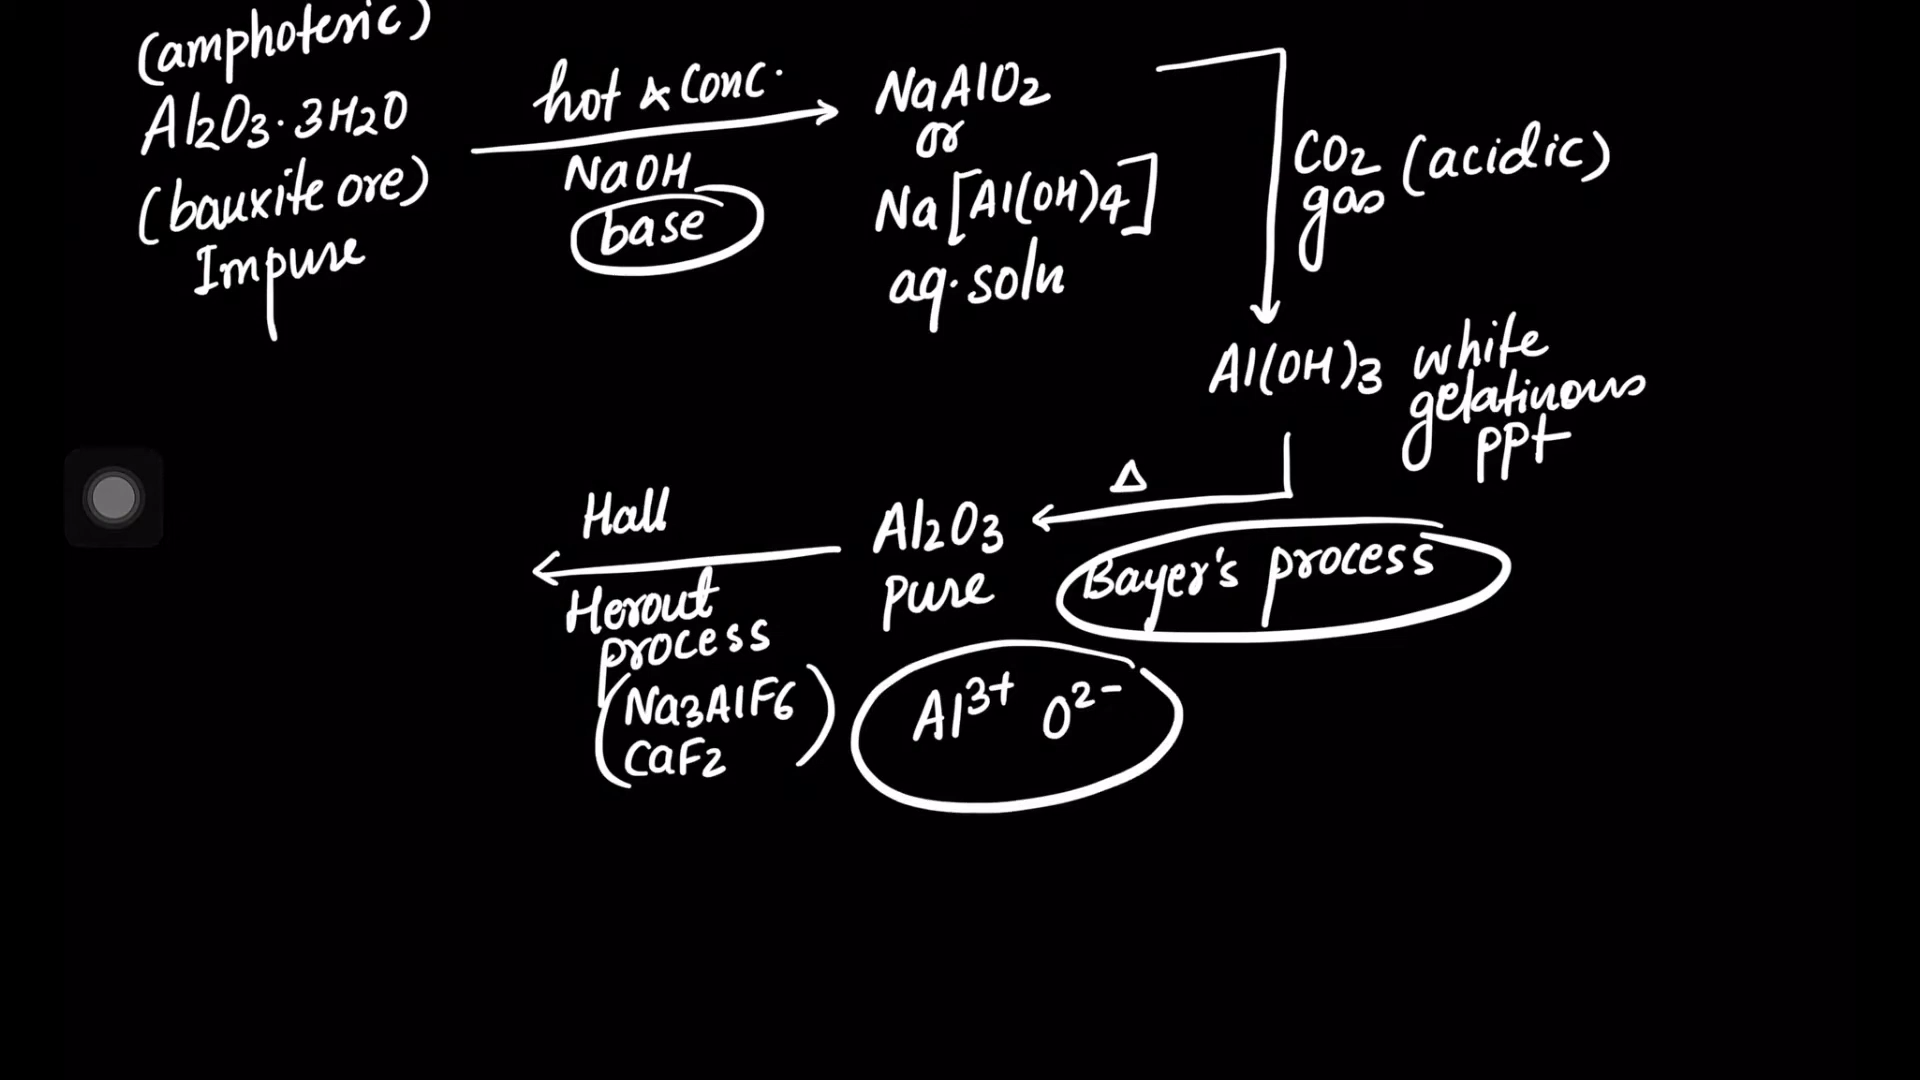 (amphoteric)
Al2O3·3H2O
(bauxite ore)
Impure
hot & conc.
NaOH
base
NaAlO2
or
Na[Al(OH)4]
aq. soln
CO2 (acidic)
gas
Al(OH)3 white
gelatinous
ppt
Δ
Bayer's process
Al2O3
pure
Al3+ O2-
Hall
Herout
process
(Na3AlF6
CaF2)